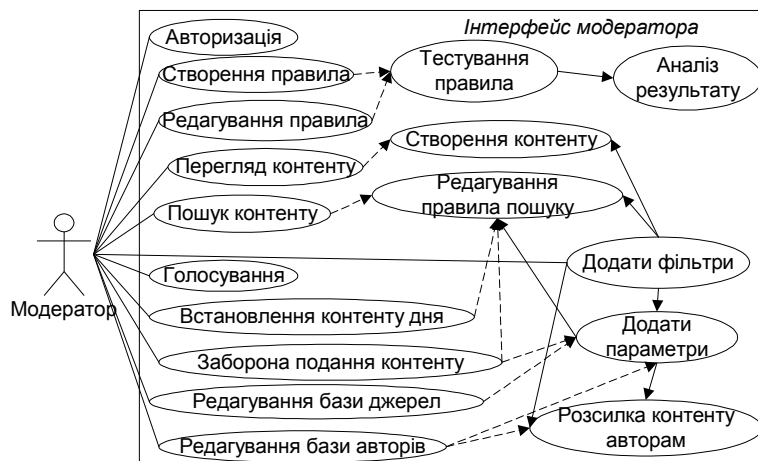 Інтерфейс модератора
Авторизація
Створення правила
Тестування
правила
Аналіз
результату
Редагування правила
Створення контенту
Перегляд контенту
Редагування
правила пошуку
Пошук контенту
Додати фільтри
Голосування
Модератор
Встановлення контенту дня
Додати
параметри
Заборона подання контенту
Редагування бази джерел
Розсилка контенту
авторам
Редагування бази авторів